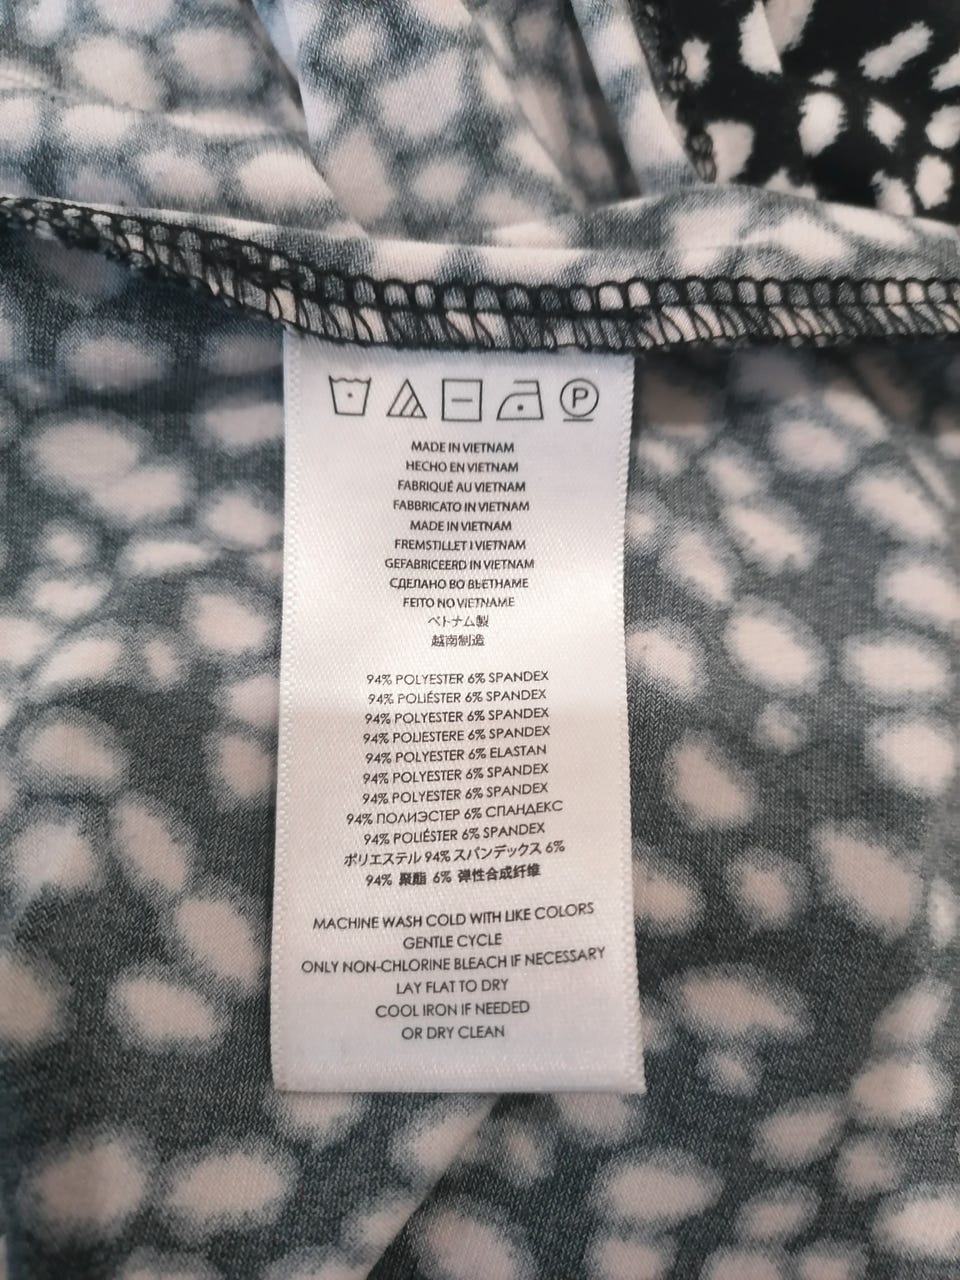 P
MADE IN VIETNAM
HECHO EN VIETNAM
FABRIQUÉ AU VIETNAM
FABBRICATO IN VIETNAM
MADE IN VIETNAM
FREMSTILLET I VIETNAM
GEFABRICEERD IN VIETNAM
СДЕЛАНО ВО ВЬЕТНАМЕ
FEITO NO VIETNAME
ベトナム製
越南制造
94% POLYESTER 6% SPANDEX
94% POLIÉSTER 6% SPANDEX
94% POLYESTER 6% SPANDEX
94% POLIESTERE 6% SPANDEX
94% POLYESTER 6% ELASTAN
94% POLYESTER 6% SPANDEX
94% POLYESTER 6% SPANDEX
94% ПОЛИЭСТЕР 6% СПАНДЕКС
94% POLIÉSTER 6% SPANDEX
ポリエステル 94% スパンデックス 6%
94% 聚酯 6% 弹性合成纤维
MACHINE WASH COLD WITH LIKE COLORS
GENTLE CYCLE
ONLY NON-CHLORINE BLEACH IF NECESSARY
LAY FLAT TO DRY
COOL IRON IF NEEDED
OR DRY CLEAN